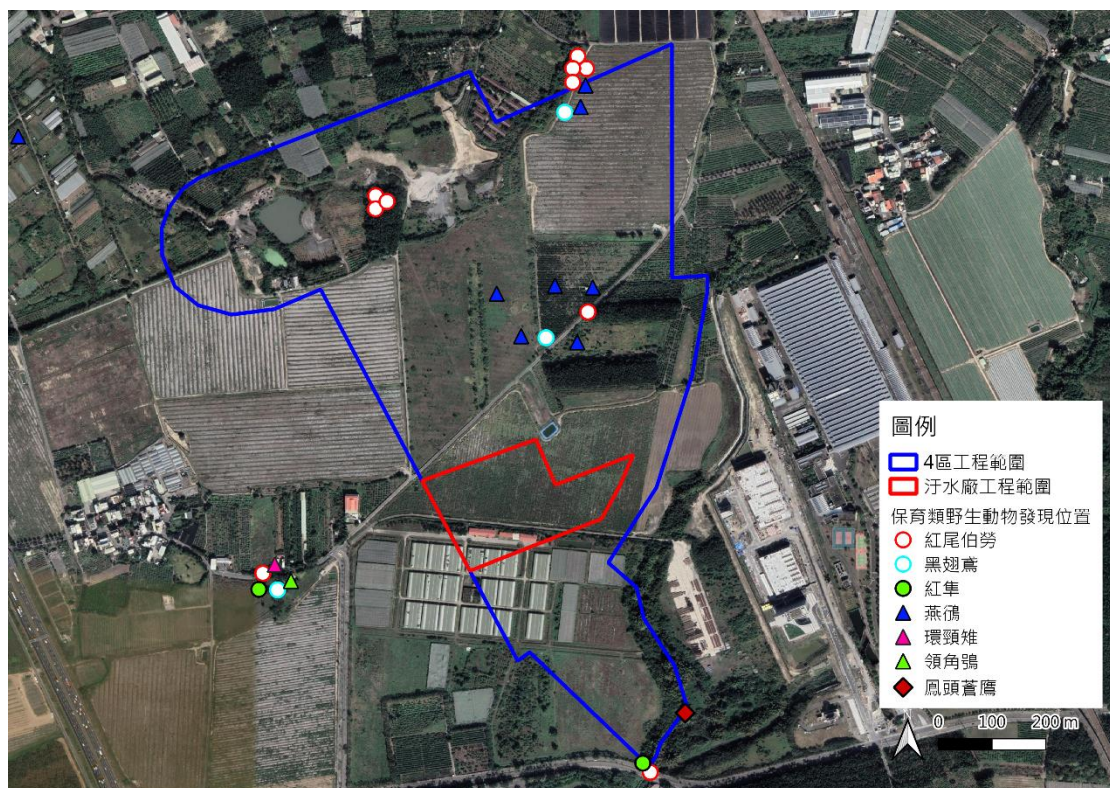 圖例
4區工程範圍
汙水廠工程範圍
保育類野生動物發現位置
紅尾伯勞
黑翅鳶
紅隼
燕鴴
環頸雉
領角鴞
鳳頭蒼鷹
0 100 200 m